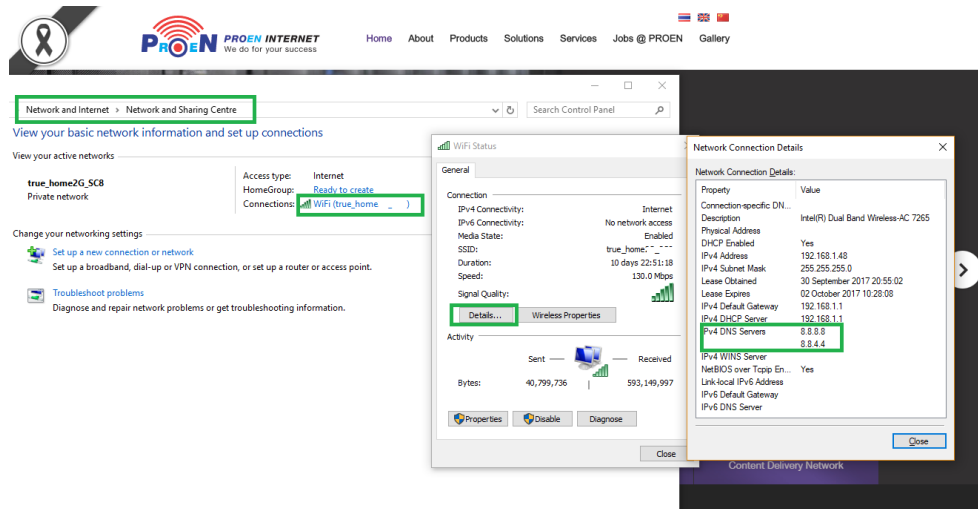 PROEN
PROEN INTERNET
We do for your success
Home About Products Solutions Services Jobs @ PROEN Gallery
Network and Internet > Network and Sharing Centre
Search Control Panel
View your basic network information and set up connections
View your active networks
true_home2G_SC8
Private network
Access type: Internet
HomeGroup: Ready to create
Connections: WiFi (true_home _ )
Change your networking settings
Set up a new connection or network
Set up a broadband, dial-up or VPN connection, or set up a router or access point.
Troubleshoot problems
Diagnose and repair network problems or get troubleshooting information.
WiFi Status
General
Connection
IPv4 Connectivity: Internet
IPv6 Connectivity: No network access
Media State: Enabled
SSID: true_home
Duration: 10 days 22:51:18
Speed: 130.0 Mbps
Signal Quality:
Details... Wireless Properties
Activity
Sent — — Received
Bytes: 40,799,736 | 593,149,997
Properties Disable Diagnose
Close
Network Connection Details
Network Connection Details:
Property Value
Connection-specific DN...
Description Intel(R) Dual Band Wireless-AC 7265
Physical Address
DHCP Enabled Yes
IPv4 Address 192.168.1.48
IPv4 Subnet Mask 255.255.255.0
Lease Obtained 30 September 2017 20:55:02
Lease Expires 02 October 2017 10:28:08
IPv4 Default Gateway 192.168.1.1
IPv4 DHCP Server 192.168.1.1
IPv4 DNS Servers 8.8.8.8
8.8.4.4
IPv4 WINS Server
NetBIOS over Tcpip En... Yes
Link-local IPv6 Address
IPv6 Default Gateway
IPv6 DNS Server
Close
Content Delivery Network